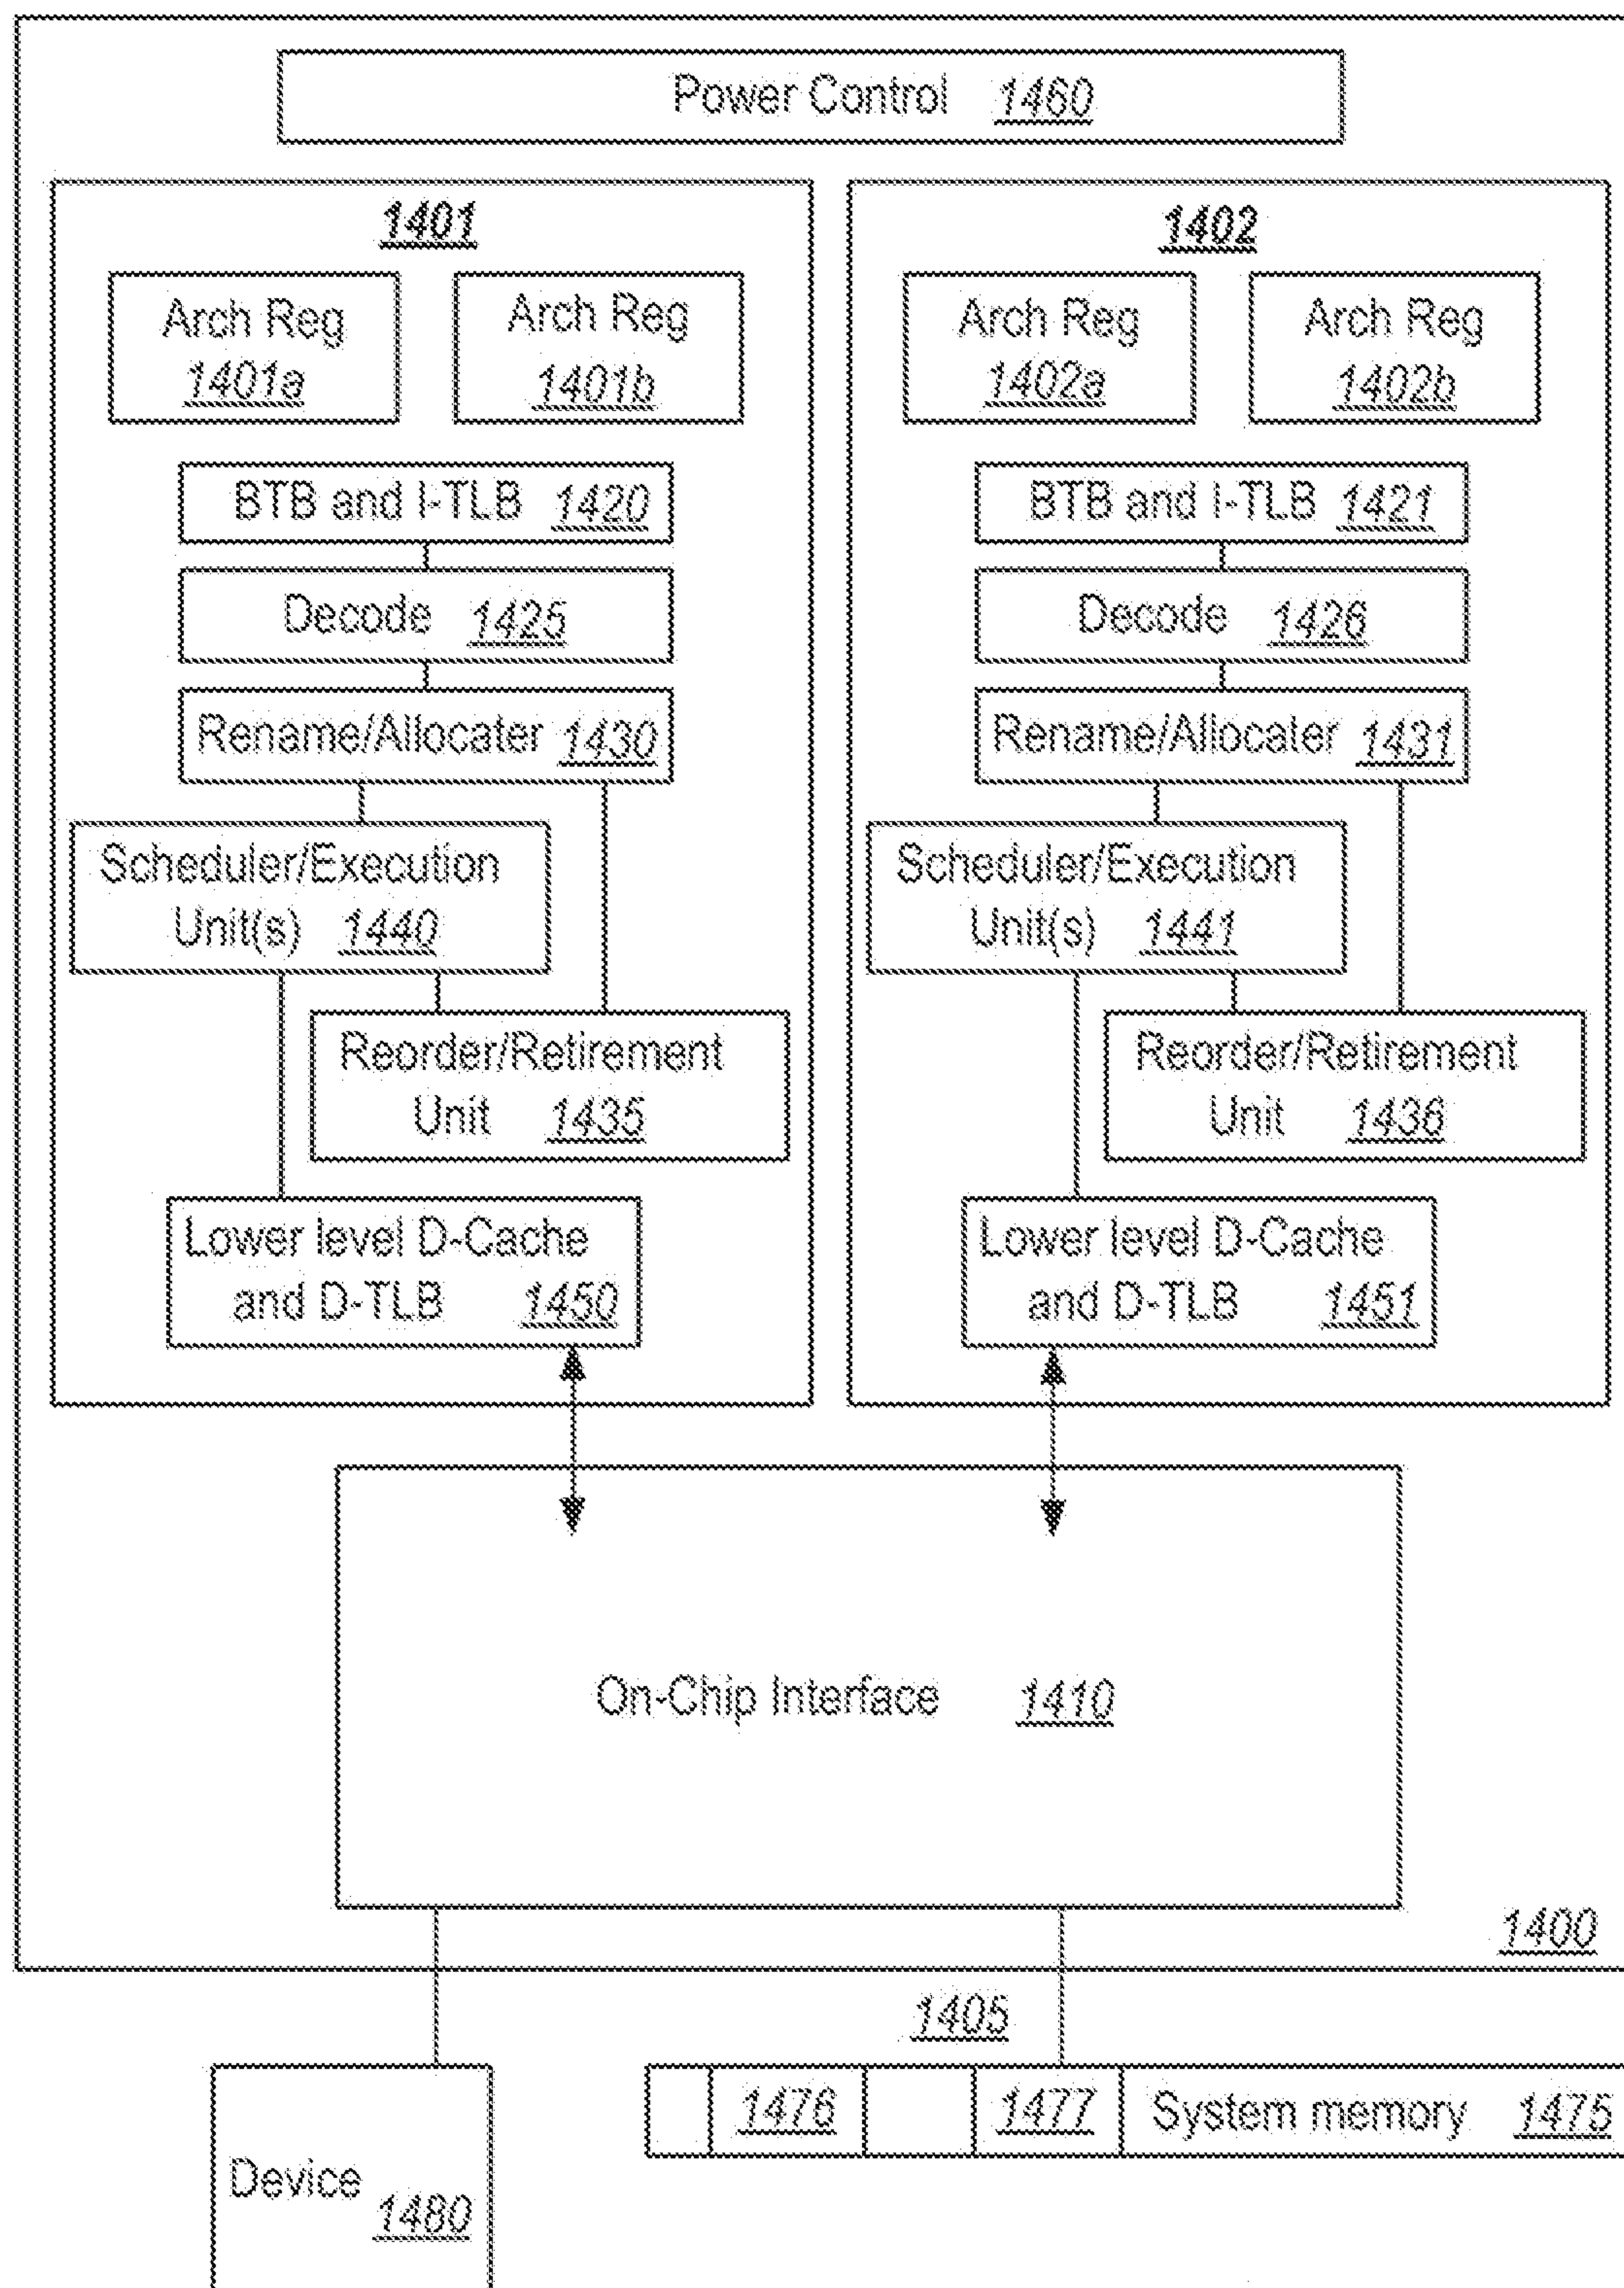 Power Control 1460
1401
Arch Reg
1401a
Arch Reg
1401b
BTB and I-TLB 1420
Decode 1425
Rename/Allocater 1430
Scheduler/Execution
Unit(s) 1440
Reorder/Retirement
Unit 1435
Lower level D-Cache
and D-TLB 1450
1402
Arch Reg
1402a
Arch Reg
1402b
BTB and I-TLB 1421
Decode 1426
Rename/Allocater 1431
Scheduler/Execution
Unit(s) 1441
Reorder/Retirement
Unit 1436
Lower level D-Cache
and D-TLB 1451
On-Chip Interface 1410
1400
1405
1476
1477
System memory 1475
Device 1480